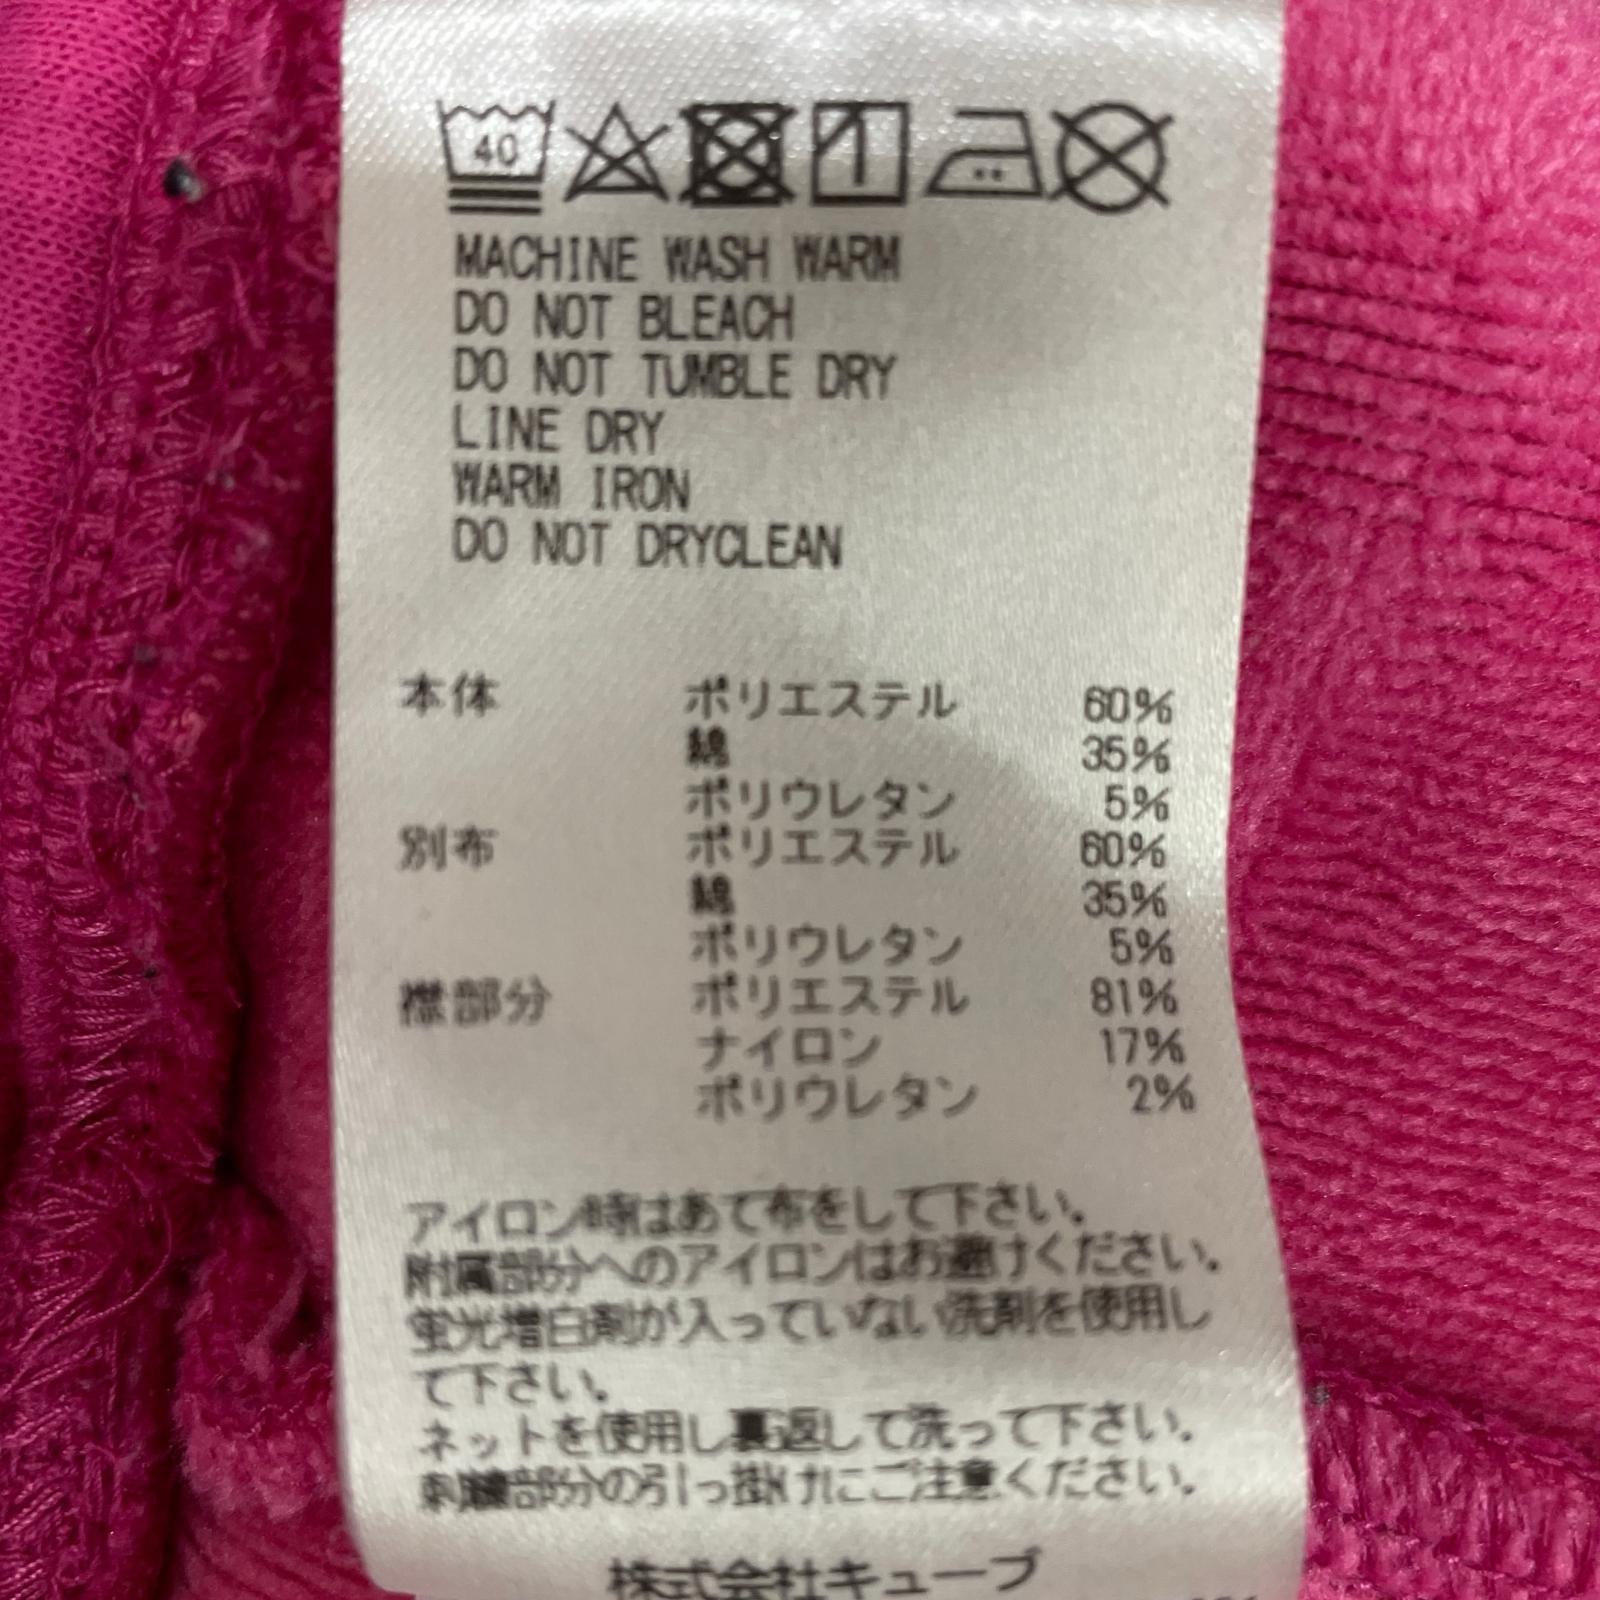 40
MACHINE WASH WARM
DO NOT BLEACH
DO NOT TUMBLE DRY
LINE DRY
WARM IRON
DO NOT DRYCLEAN
本体 ポリエステル 60%
綿 35%
ポリウレタン 5%
別布 ポリエステル 60%
綿 35%
ポリウレタン 5%
襟部分 ポリエステル 81%
ナイロン 17%
ポリウレタン 2%
アイロン時はあて布をして下さい。
附属部分へのアイロンはお避けください。
蛍光増白剤が入っていない洗剤を使用し
て下さい。
ネットを使用し裏返して洗って下さい。
刺繍部分の引っ掛けにご注意ください。
株式会社キューブ